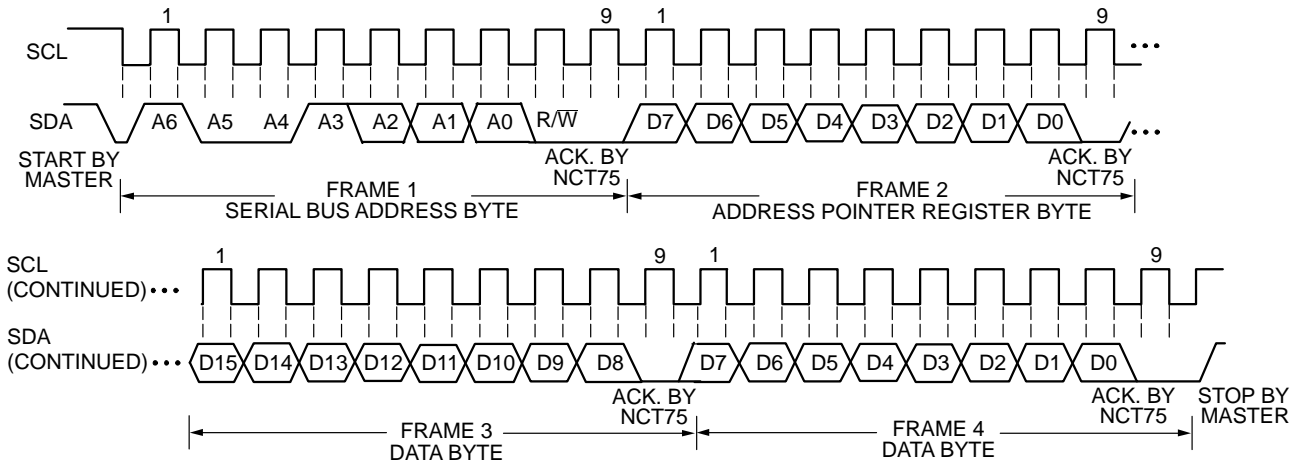 1 9 1 9
SCL
SDA A6 A5 A4 A3 A2 A1 A0 R/W̅ D7 D6 D5 D4 D3 D2 D1 D0
START BY MASTER
ACK. BY NCT75
ACK. BY NCT75
FRAME 1
SERIAL BUS ADDRESS BYTE
FRAME 2
ADDRESS POINTER REGISTER BYTE
1 9 1 9
SCL (CONTINUED)
SDA (CONTINUED) D15 D14 D13 D12 D11 D10 D9 D8 D7 D6 D5 D4 D3 D2 D1 D0
ACK. BY NCT75
ACK. BY NCT75
STOP BY MASTER
FRAME 3
DATA BYTE
FRAME 4
DATA BYTE